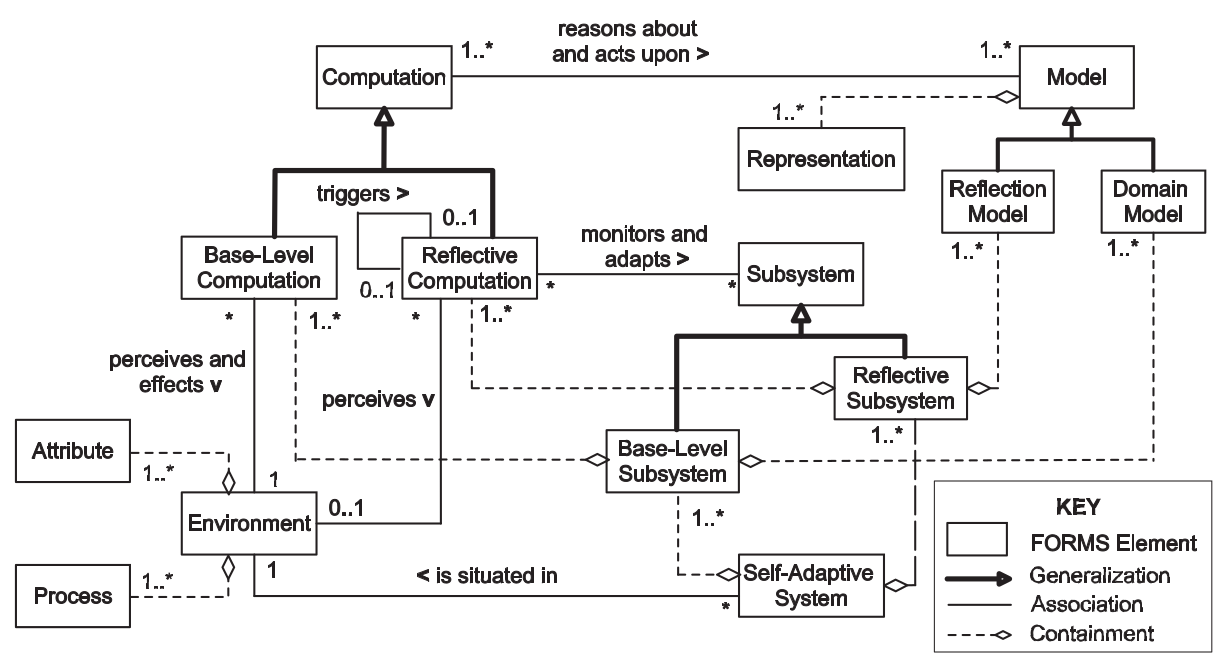 reasons about
and acts upon >
1..*
1..*
Computation
Model
1..*
Representation
Reflection
Model
Domain
Model
triggers >
0..1
0..1
Base-Level
Computation
Reflective
Computation
monitors and
adapts >
Subsystem
*
*
1..*
1..*
*
1..*
*
1..*
perceives and
effects v
perceives v
Reflective
Subsystem
1..*
Base-Level
Subsystem
Attribute
1..*
1
Environment
0..1
1..*
KEY
FORMS Element
Generalization
Association
Containment
1..*
1
Process
< is situated in
*
Self-Adaptive
System